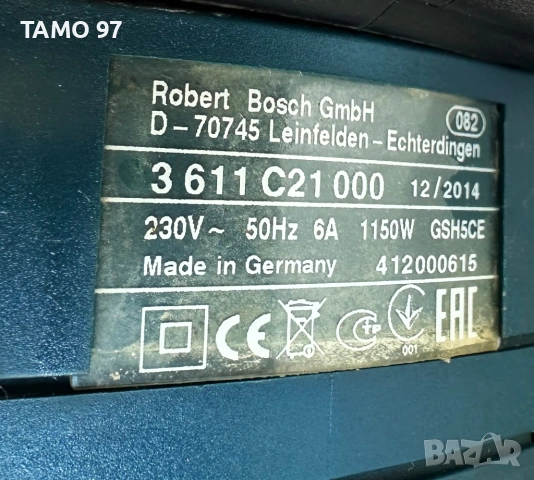 TAMO 97
Robert Bosch GmbH
082
D-70745 Leinfelden-Echterdingen
3 611 C21 000 12/2014
230V~ 50Hz 6A 1150W GSH5CE
Made in Germany 412000615
CE
001
EAC
BAZAR